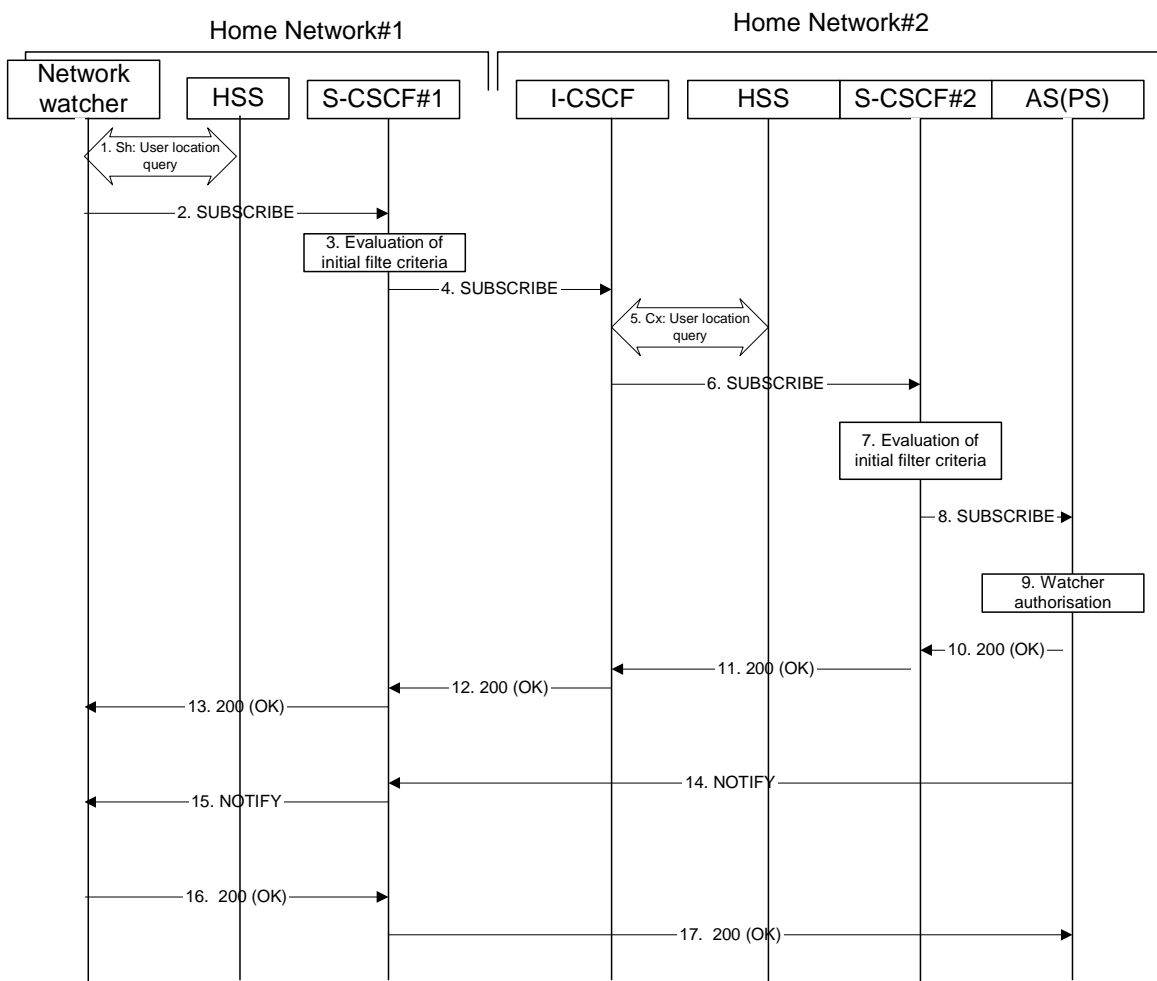 Home Network#1
Home Network#2
Network
watcher
HSS
S-CSCF#1
I-CSCF
HSS
S-CSCF#2
AS(PS)
1. Sh: User location
query
2. SUBSCRIBE
3. Evaluation of
initial filte criteria
4. SUBSCRIBE
5. Cx: User location
query
6. SUBSCRIBE
7. Evaluation of
initial filter criteria
8. SUBSCRIBE
9. Watcher
authorisation
10. 200 (OK)
11. 200 (OK)
12. 200 (OK)
13. 200 (OK)
14. NOTIFY
15. NOTIFY
16. 200 (OK)
17. 200 (OK)